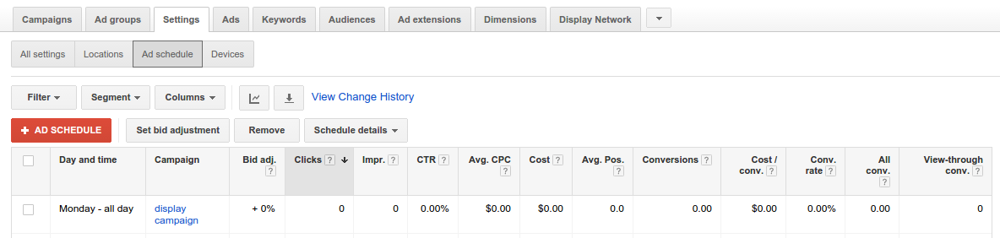 Campaigns Ad groups Settings Ads Keywords Audiences Ad extensions Dimensions Display Network
All settings Locations Ad schedule Devices
Filter Segment Columns View Change History
+ AD SCHEDULE Set bid adjustment Remove Schedule details
Day and time Campaign Bid adj. ? Clicks ? Impr. ? CTR ? Avg. CPC ? Cost ? Avg. Pos. ? Conversions ? Cost / conv. ? Conv. rate ? All conv. ? View-through conv. ?
Monday - all day display campaign + 0% 0 0 0.00% $0.00 $0.00 0.0 0.00 $0.00 0.00% 0.00 0